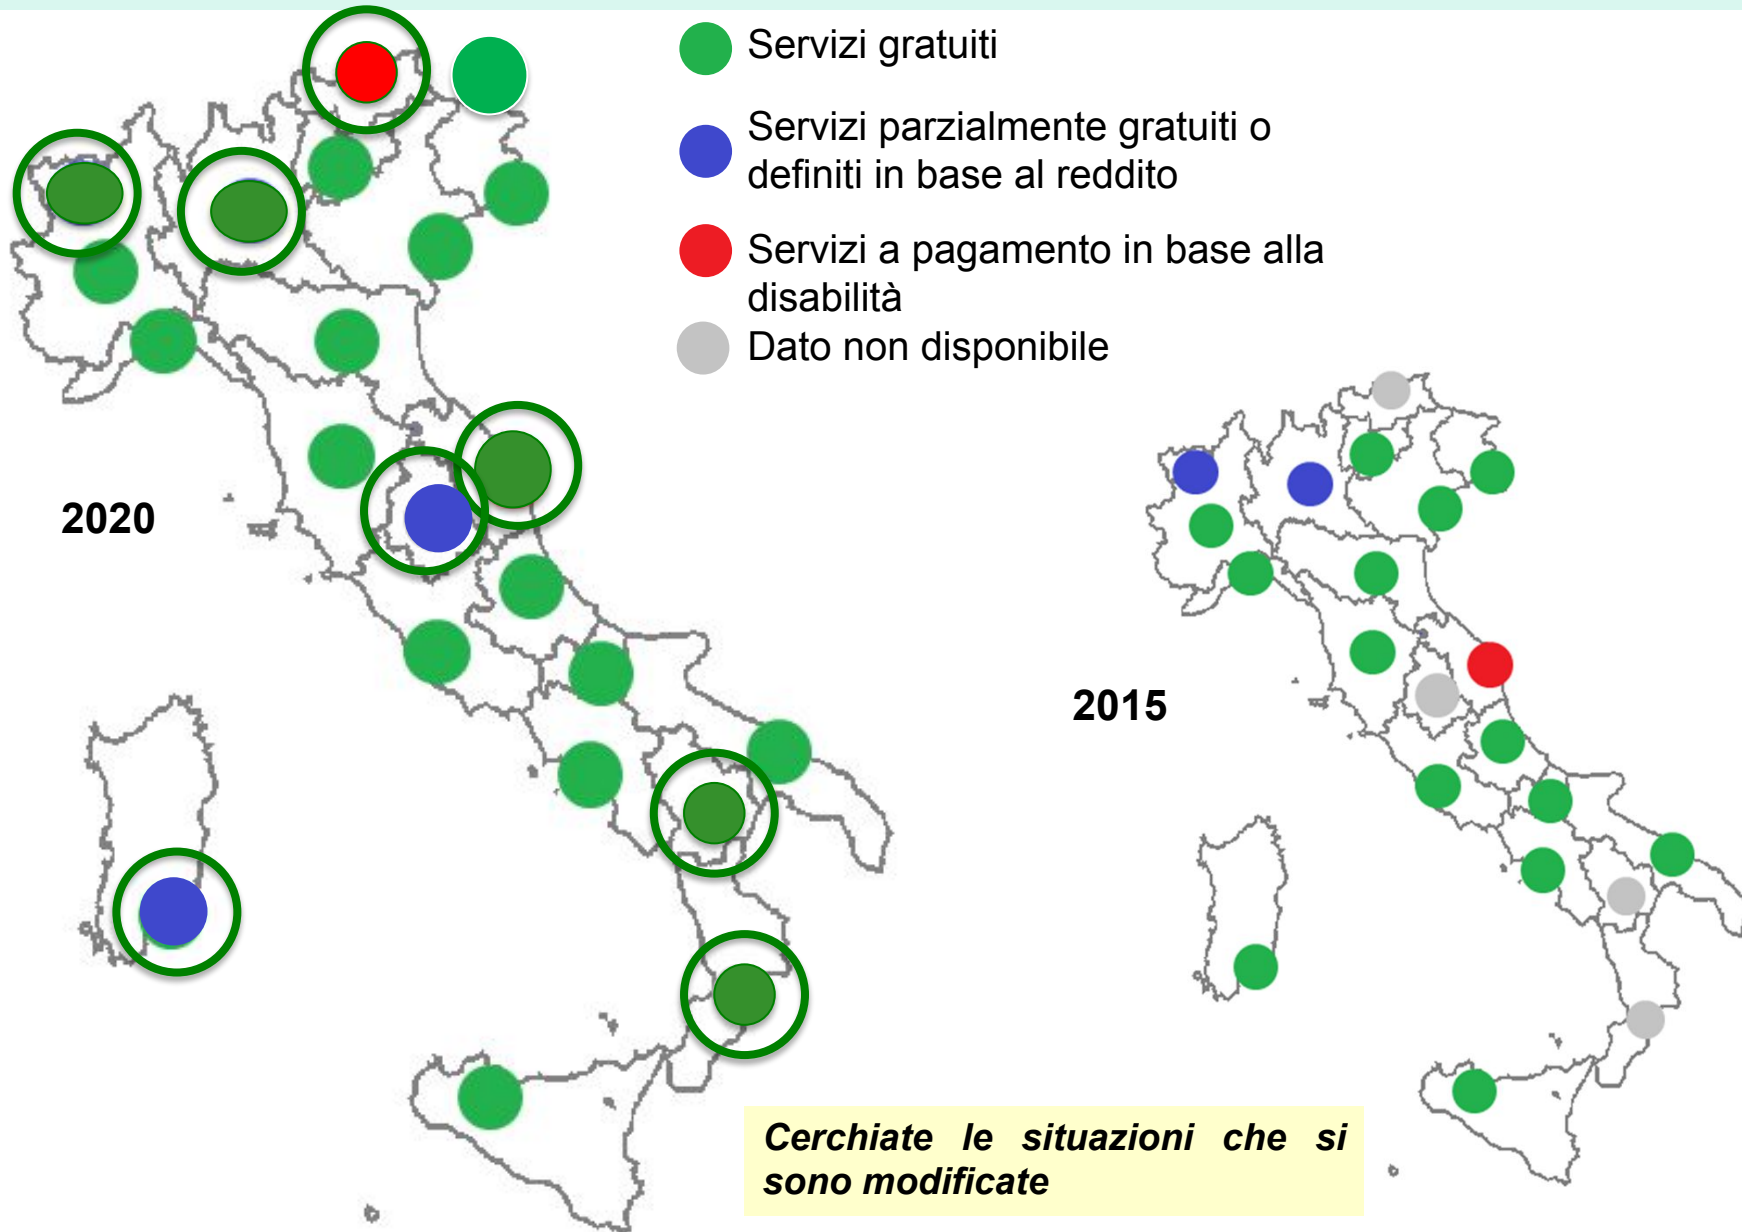 Servizi gratuiti
Servizi parzialmente gratuiti o
definiti in base al reddito
Servizi a pagamento in base alla
disabilità
Dato non disponibile
2020
2015
Cerchiate le situazioni che si
sono modificate